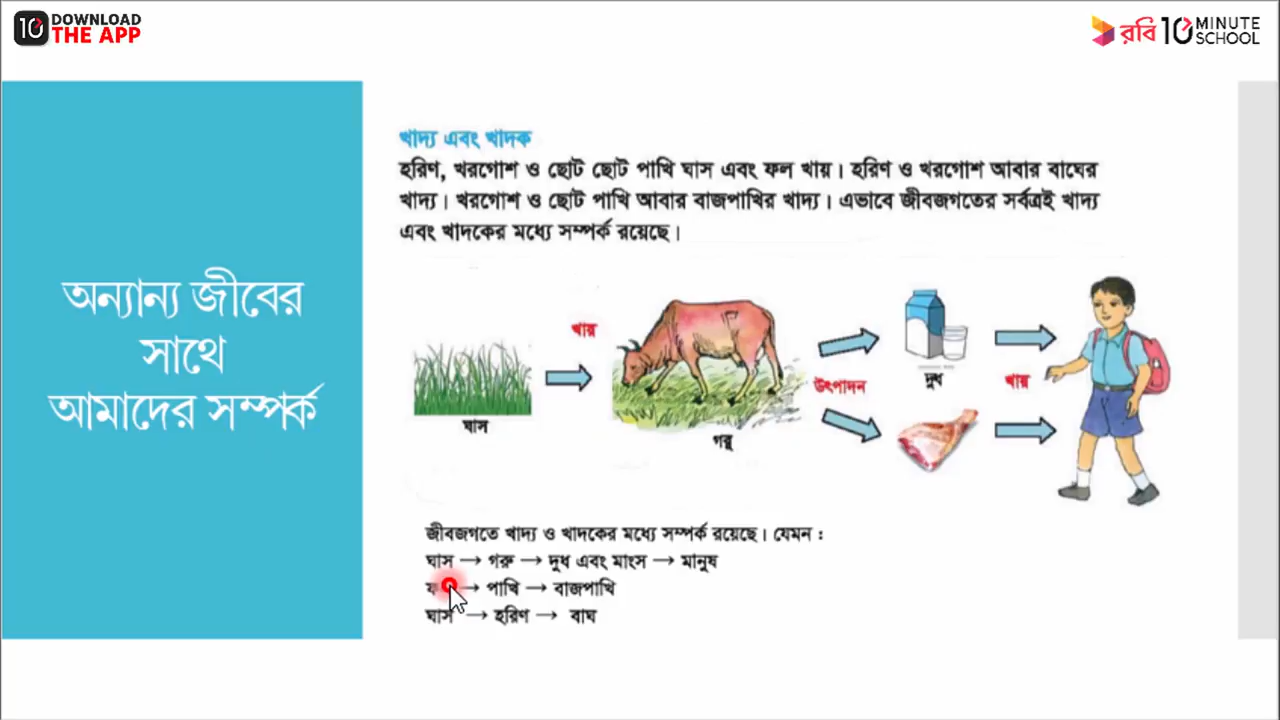 10 DOWNLOAD
THE APP
রবি 10 MINUTE
SCHOOL
অন্যান্য জীবের
সাথে
আমাদের সম্পর্ক
খাদ্য এবং খাদক
হরিণ, খরগোশ ও ছোট ছোট পাখি ঘাস এবং ফল খায়। হরিণ ও খরগোশ আবার বাঘের
খাদ্য। খরগোশ ও ছোট পাখি আবার বাজপাখির খাদ্য। এভাবে জীবজগতের সর্বত্রই খাদ্য
এবং খাদকের মধ্যে সম্পর্ক রয়েছে।
খায়
ঘাস
গরু
উৎপাদন
দুধ
খায়
জীবজগতে খাদ্য ও খাদকের মধ্যে সম্পর্ক রয়েছে। যেমন :
ঘাস → গরু → দুধ এবং মাংস → মানুষ
→ পাখি → বাজপাখি
ঘাস → হরিণ → বাঘ